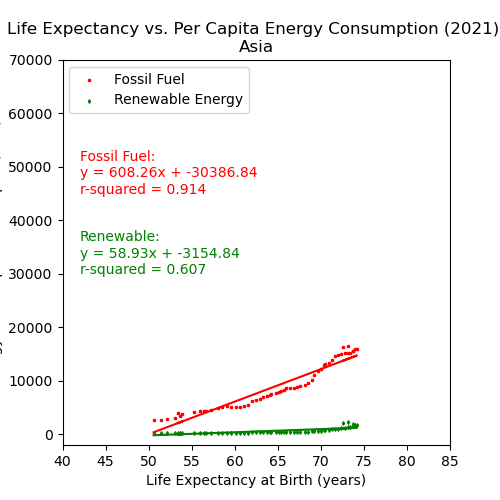 Life Expectancy vs. Per Capita Energy Consumption (2021)
Asia
70000
60000
50000
40000
30000
20000
10000
0
Fossil Fuel
Renewable Energy
Fossil Fuel:
y = 608.26x + -30386.84
r-squared = 0.914
Renewable:
y = 58.93x + -3154.84
r-squared = 0.607
40 45 50 55 60 65 70 75 80 85
Life Expectancy at Birth (years)